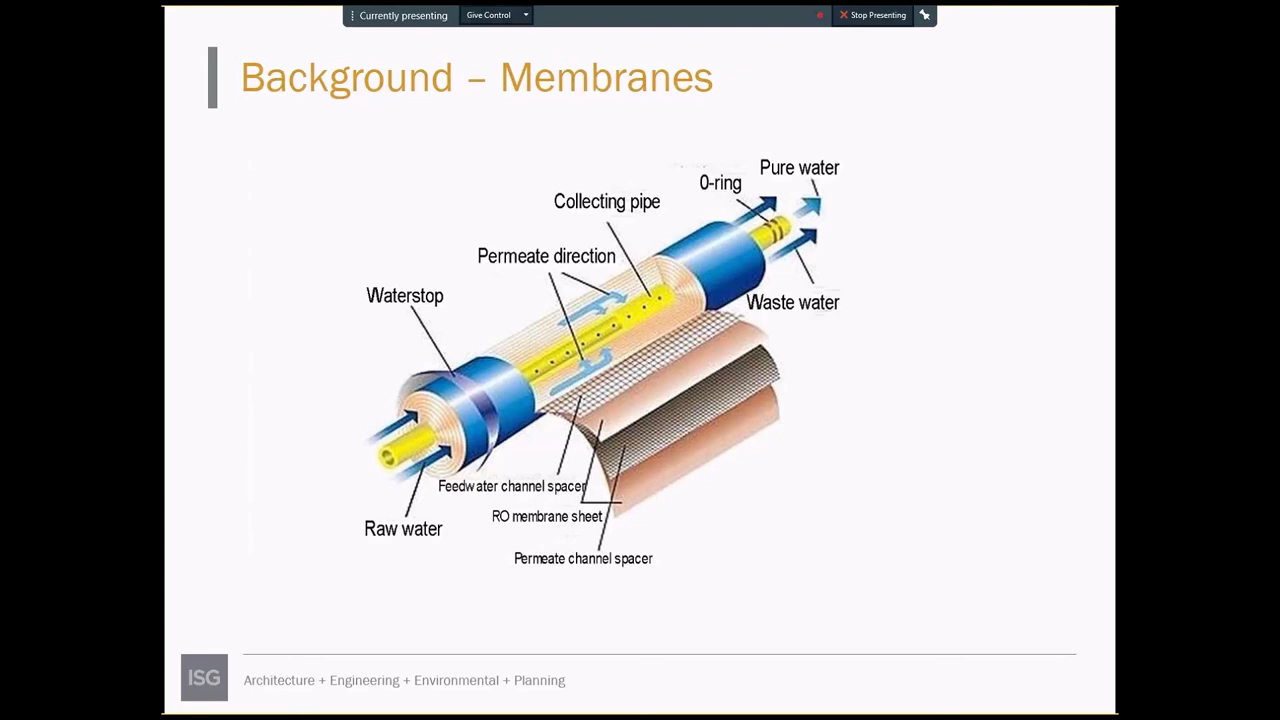 Currently presenting
Give Control
Stop Presenting
Background – Membranes
Pure water
0-ring
Collecting pipe
Permeate direction
Waterstop
Waste water
Feedwater channel spacer
RO membrane sheet
Raw water
Permeate channel spacer
ISG
Architecture + Engineering + Environmental + Planning